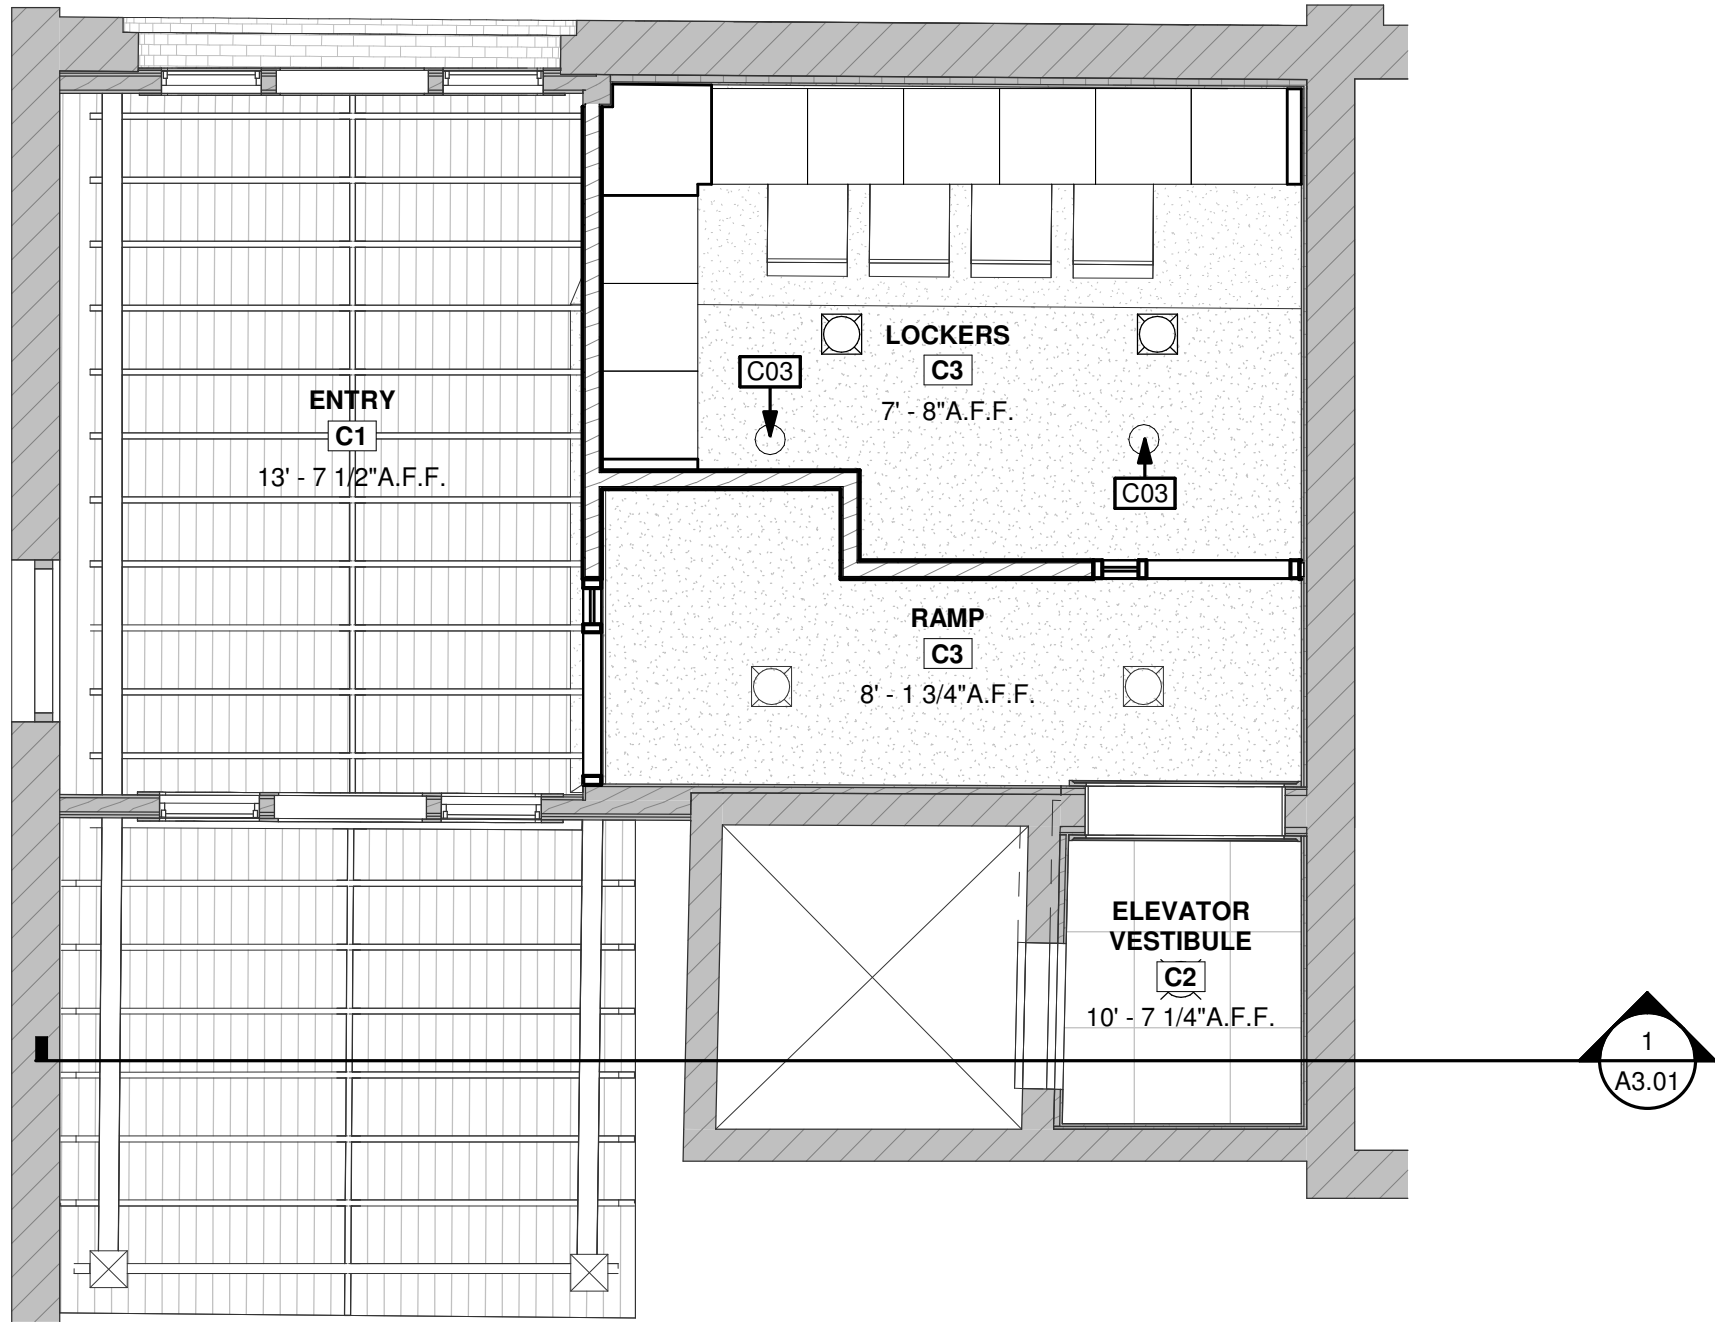 LOCKERS
C3
7' - 8"A.F.F.
C03
C03
ENTRY
C1
13' - 7 1/2"A.F.F.
RAMP
C3
8' - 1 3/4"A.F.F.
ELEVATOR
VESTIBULE
C2
10' - 7 1/4"A.F.F.
1
A3.01